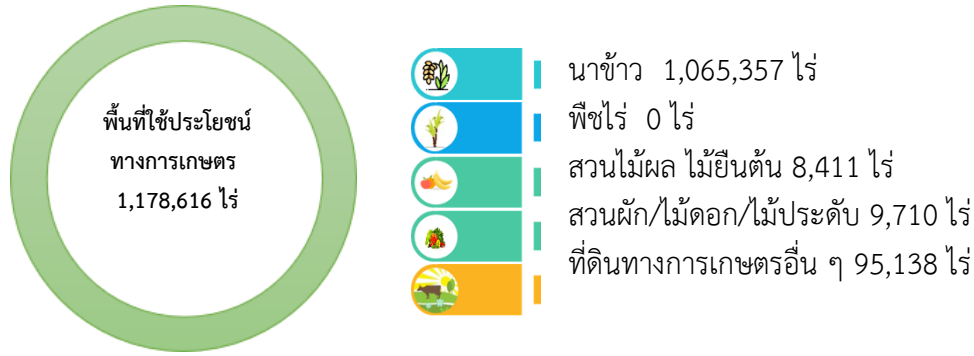 พื้นที่ใช้ประโยชน์
ทางการเกษตร
1,178,616 ไร่
นาข้าว 1,065,357 ไร่
พืชไร่ 0 ไร่
สวนไม้ผล ไม้ยืนต้น 8,411 ไร่
สวนผัก/ไม้ดอก/ไม้ประดับ 9,710 ไร่
ที่ดินทางการเกษตรอื่น ๆ 95,138 ไร่